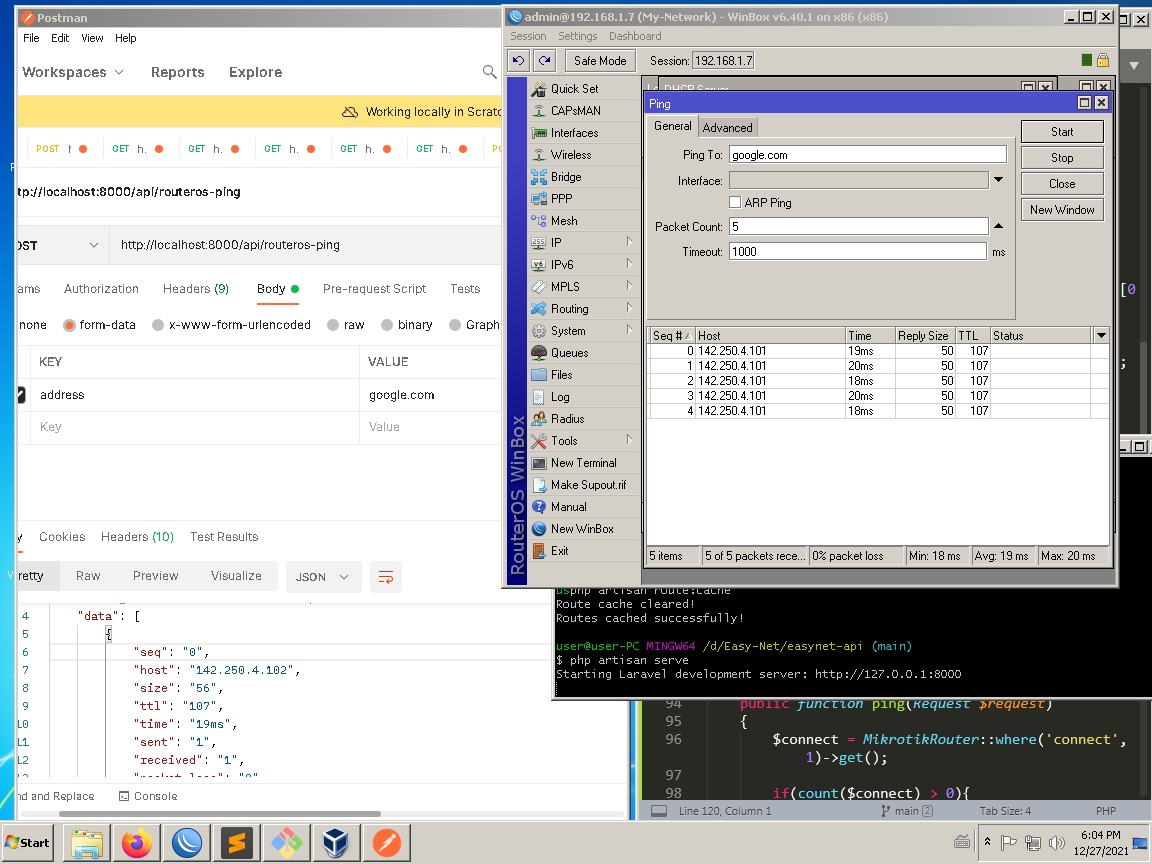 Postman
File Edit View Help
Workspaces Reports Explore
Working locally in Scratc
POST h GET h. GET h. GET h. GET h. GET h. P
tp://localhost:8000/api/routeros-ping
OST http://localhost:8000/api/routeros-ping
ams Authorization Headers (9) Body Pre-request Script Tests
none form-data x-www-form-urlencoded raw binary Graph
KEY VALUE
address google.com
Key Value
y Cookies Headers (10) Test Results
retty Raw Preview Visualize JSON
4 "data": [
5 {
6 "seq": "0",
7 "host": "142.250.4.102",
8 "size": "56",
9 "ttl": "107",
10 "time": "19ms",
11 "sent": "1",
12 "received": "1",
nd and Replace Console
admin@192.168.1.7 (My-Network) - WinBox v6.40.1 on x86 (x86)
Session Settings Dashboard
Safe Mode Session: 192.168.1.7
RouterOS WinBox
Quick Set
CAPsMAN
Interfaces
Wireless
Bridge
PPP
Mesh
IP
IPv6
MPLS
Routing
System
Queues
Files
Log
Radius
Tools
New Terminal
Make Supout.rif
Manual
New WinBox
Exit
DHCP Server
Ping
General Advanced
Ping To: google.com
Interface:
ARP Ping
Packet Count: 5
Timeout: 1000 ms
Start
Stop
Close
New Window
Seq # Host Time Reply Size TTL Status
0 142.250.4.101 19ms 50 107
1 142.250.4.101 20ms 50 107
2 142.250.4.101 18ms 50 107
3 142.250.4.101 20ms 50 107
4 142.250.4.101 18ms 50 107
5 items 5 of 5 packets rece... 0% packet loss Min: 18 ms Avg: 19 ms Max: 20 ms
[0
;
php artisan route:cache
Route cache cleared!
Routes cached successfully!
user@user-PC MINGW64 /d/Easy-Net/easynet-api (main)
$ php artisan serve
Starting Laravel development server: http://127.0.0.1:8000
94 public function ping(Request $request)
95 {
96 $connect = MikrotikRouter::where('connect',
1)->get();
97
98 if(count($connect) > 0){
Line 120, Column 1 main 2 Tab Size: 4 PHP
Start
6:04 PM
12/27/2021